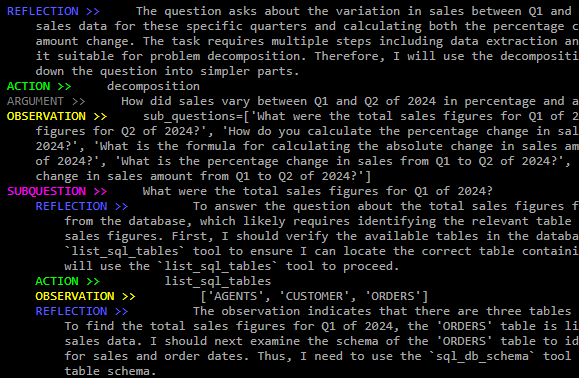 REFLECTION >> The question asks about the variation in sales between Q1 and
sales data for these specific quarters and calculating both the percentage c
amount change. The task requires multiple steps including data extraction an
it suitable for problem decomposition. Therefore, I will use the decompositi
down the question into simpler parts.
ACTION >> decomposition
ARGUMENT >> How did sales vary between Q1 and Q2 of 2024 in percentage and a
OBSERVATION >> sub_questions=['What were the total sales figures for Q1 of 2
figures for Q2 of 2024?', 'How do you calculate the percentage change in sal
2024?', 'What is the formula for calculating the absolute change in sales am
of 2024?', 'What is the percentage change in sales from Q1 to Q2 of 2024?',
change in sales amount from Q1 to Q2 of 2024?']
SUBQUESTION >> What were the total sales figures for Q1 of 2024?
REFLECTION >> To answer the question about the total sales figures f
from the database, which likely requires identifying the relevant table
sales figures. First, I should verify the available tables in the databa
`list_sql_tables` tool to ensure I can locate the correct table containi
will use the `list_sql_tables` tool to proceed.
ACTION >> list_sql_tables
OBSERVATION >> ['AGENTS', 'CUSTOMER', 'ORDERS']
REFLECTION >> The observation indicates that there are three tables
To find the total sales figures for Q1 of 2024, the 'ORDERS' table is li
sales data. I should next examine the schema of the 'ORDERS' table to id
for sales and order dates. Thus, I need to use the `sql_db_schema` tool
table schema.